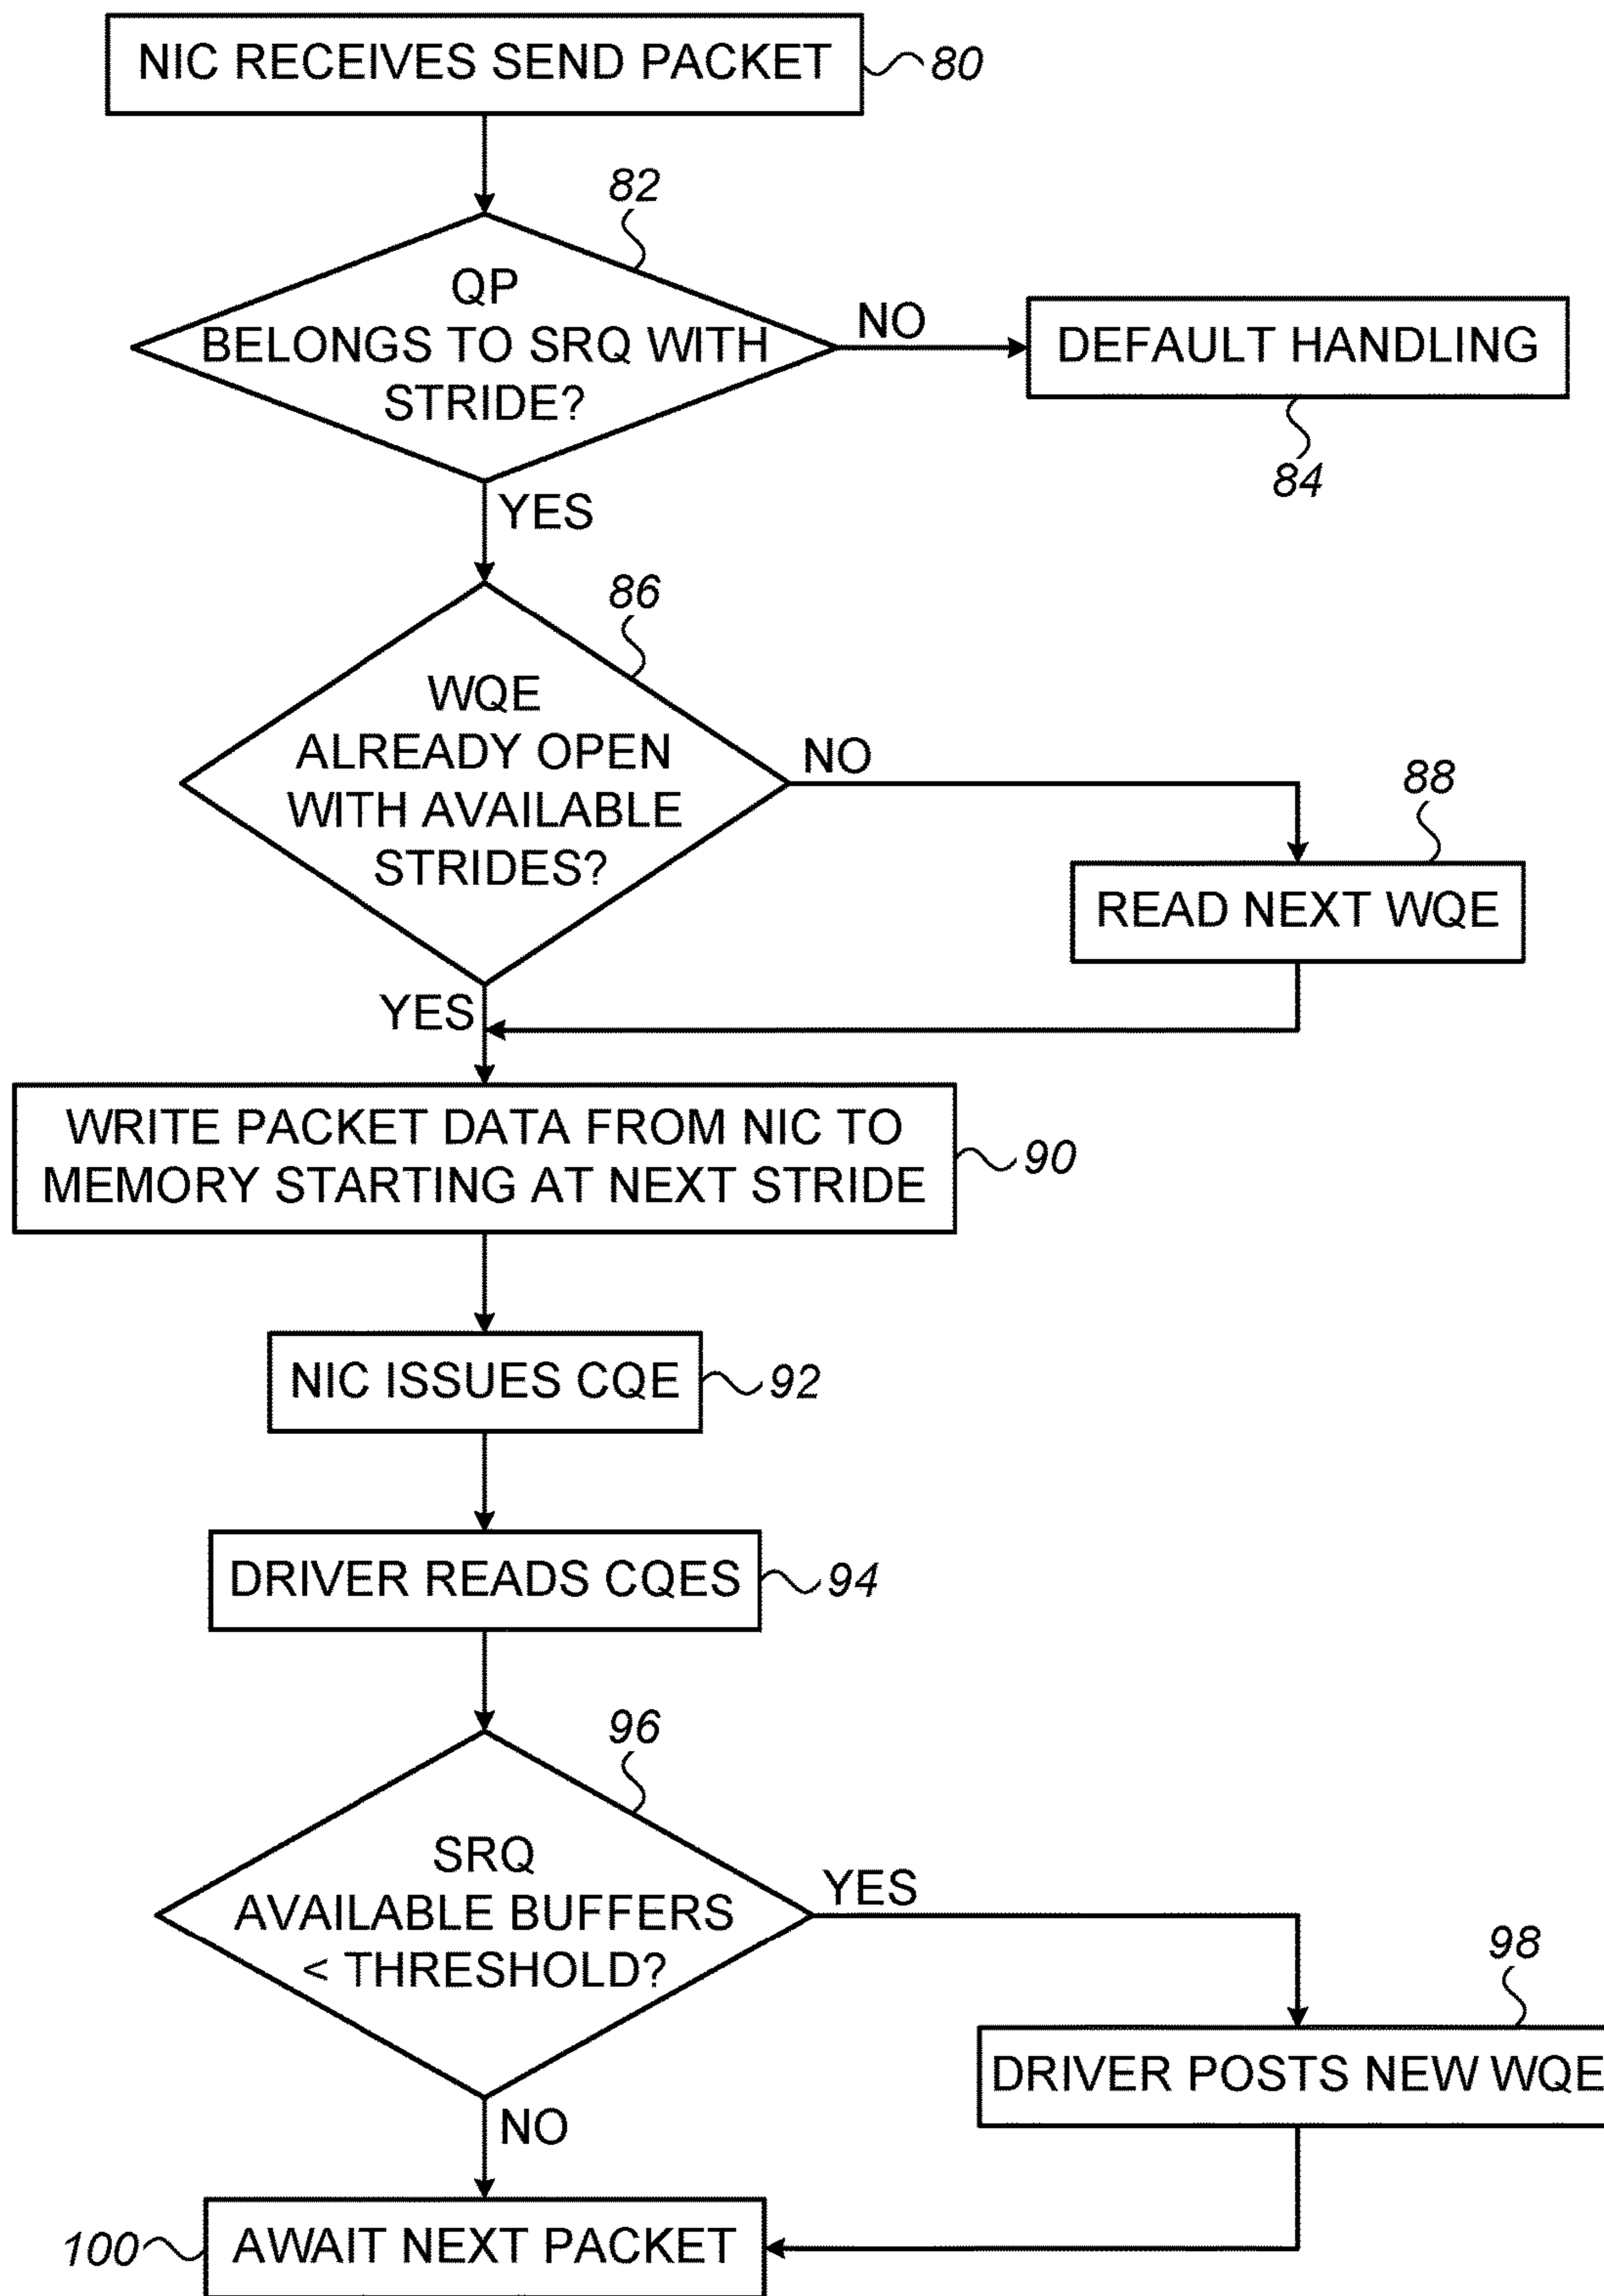 NIC RECEIVES SEND PACKET
80
82
QP
BELONGS TO SRQ WITH
STRIDE?
NO
DEFAULT HANDLING
84
YES
86
WQE
ALREADY OPEN
WITH AVAILABLE
STRIDES?
NO
88
READ NEXT WQE
YES
WRITE PACKET DATA FROM NIC TO
MEMORY STARTING AT NEXT STRIDE
90
NIC ISSUES CQE
92
DRIVER READS CQES
94
96
SRQ
AVAILABLE BUFFERS
< THRESHOLD?
YES
98
DRIVER POSTS NEW WQE
NO
100
AWAIT NEXT PACKET